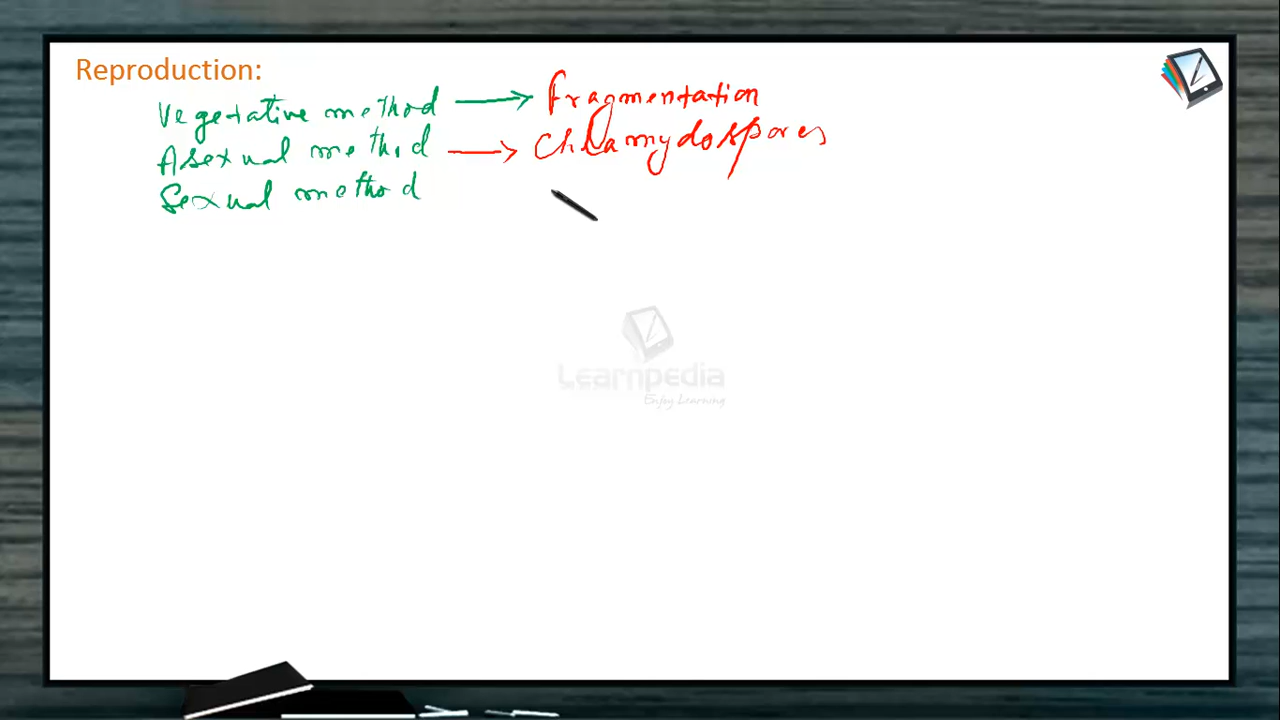 Reproduction:
Vegetative method → Fragmentation
Asexual method → Chlamydospores
Sexual method
Learnpedia
Enjoy Learning